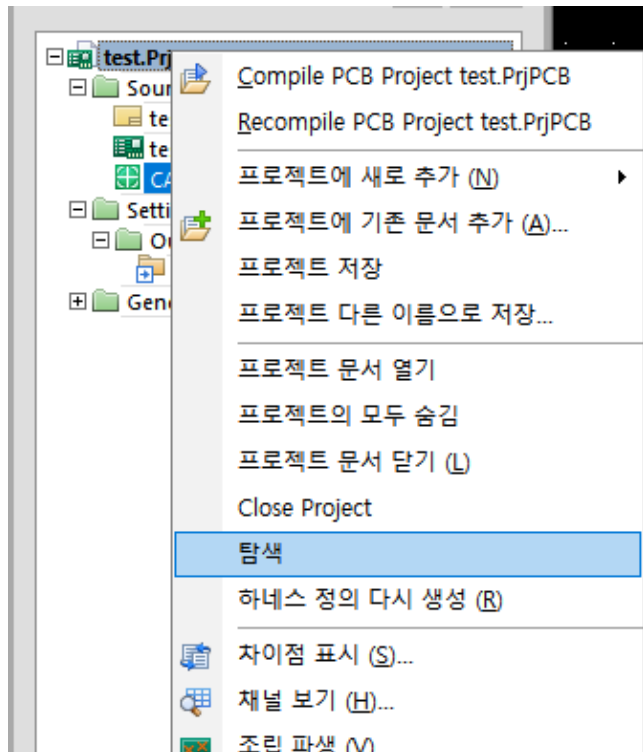 test.Prj
Compile PCB Project test.PrjPCB
Sour
Recompile PCB Project test.PrjPCB
te
te
프로젝트에 새로 추가 (N)
CA
Setti
프로젝트에 기존 문서 추가 (A)...
프로젝트 저장
Gene
프로젝트 다른 이름으로 저장...
프로젝트 문서 열기
프로젝트의 모두 숨김
프로젝트 문서 닫기 (L)
Close Project
탐색
하네스 정의 다시 생성 (R)
차이점 표시 (S)...
채널 보기 (H)...
조립 파생 (V)